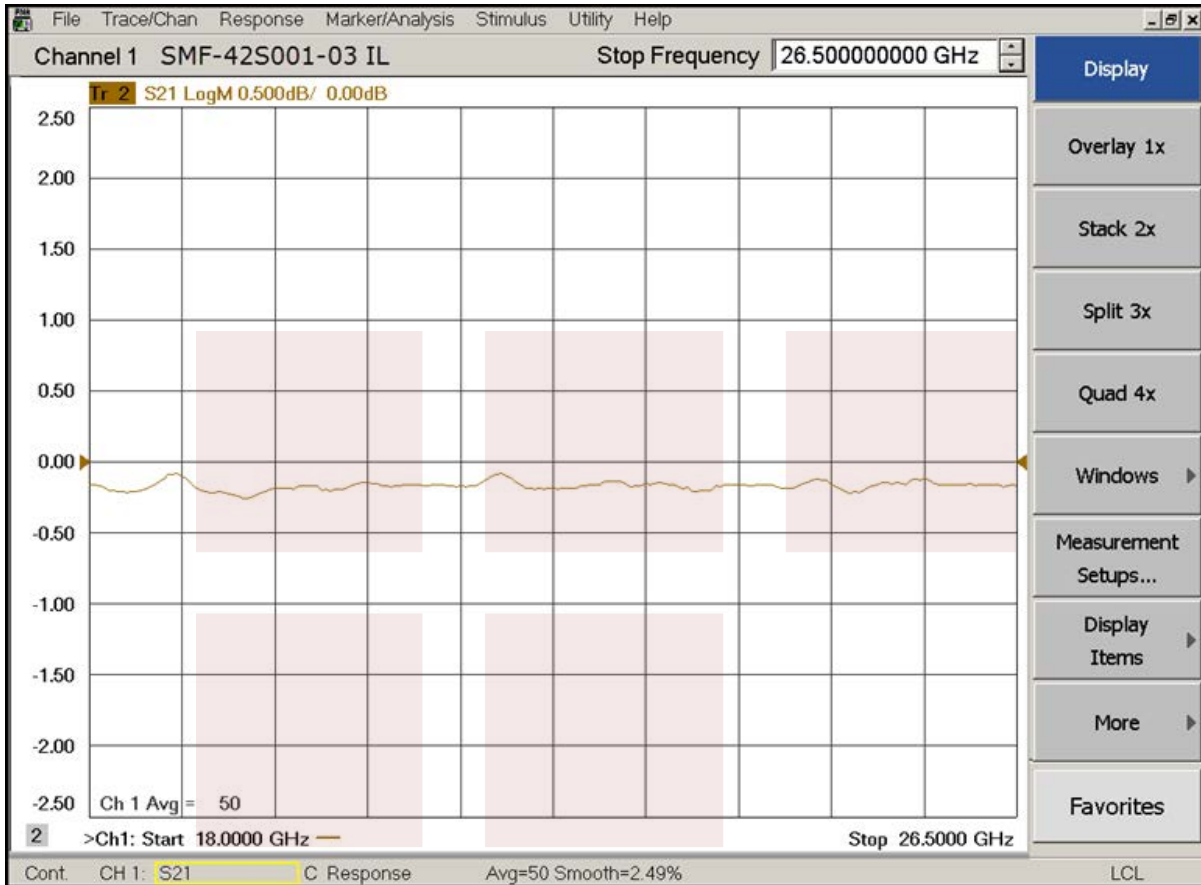 File Trace/Chan Response Marker/Analysis Stimulus Utility Help
Channel 1 SMF-42S001-03 IL Stop Frequency 26.500000000 GHz
Tr 2 S21 LogM 0.500dB/ 0.00dB
2.50
2.00
1.50
1.00
0.50
0.00
-0.50
-1.00
-1.50
-2.00
-2.50
Ch 1 Avg = 50
2 >Ch1: Start 18.0000 GHz Stop 26.5000 GHz
Cont. CH 1: S21 C Response Avg=50 Smooth=2.49% LCL
Display
Overlay 1x
Stack 2x
Split 3x
Quad 4x
Windows
Measurement
Setups...
Display
Items
More
Favorites